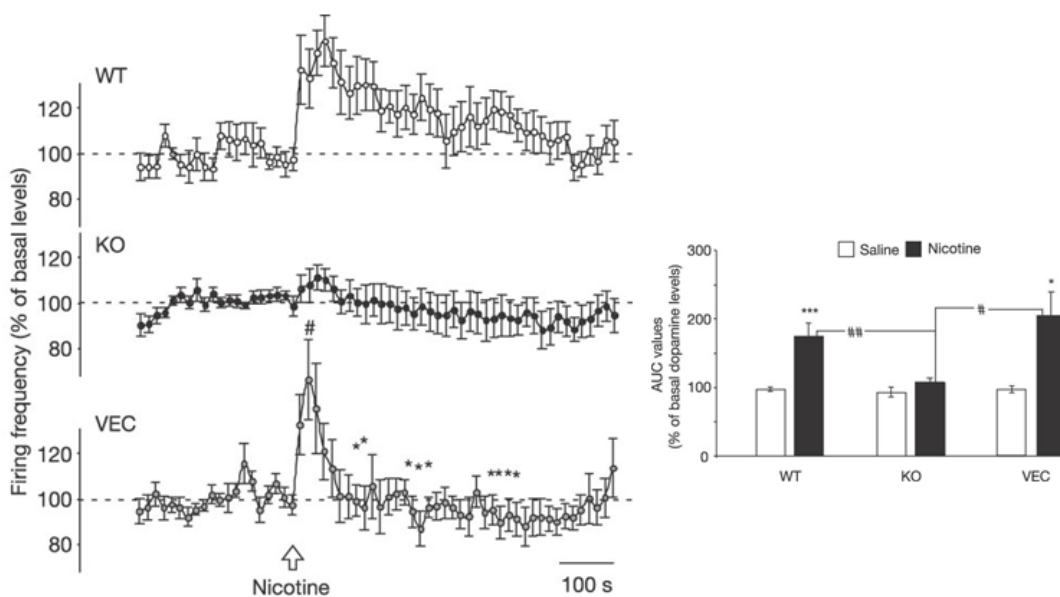 Firing frequency (% of basal levels)
WT
120
100
80
KO
120
100
80
#
VEC
120
100
80
** *** ****
Nicotine
100 s
Saline Nicotine
AUC values
(% of basal dopamine levels)
300
200
100
0
***
##
#
*
WT KO VEC